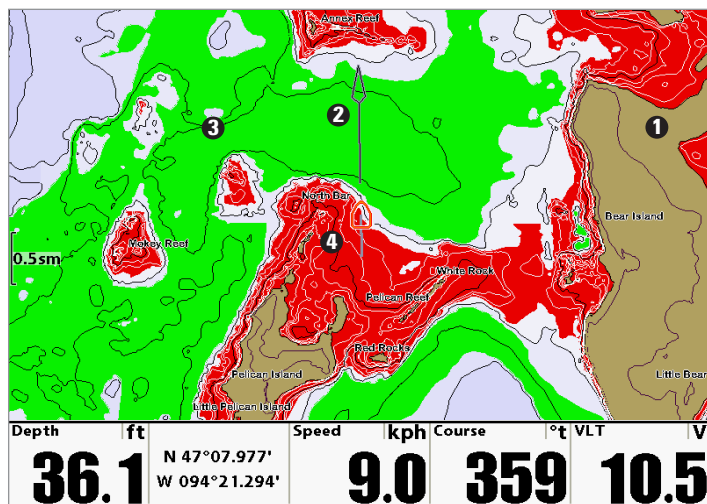 Annex Reef
2
3
1
North Bar
Bear Island
Mokey Reef
4
0.5sm
White Rock
Pelican Reef
Red Rocks
Pelican Island
Little Bear
Little Pelican Island
Depth ft
36.1
N 47°07.977'
W 094°21.294'
Speed kph
9.0
Course °t
359
VLT V
10.5